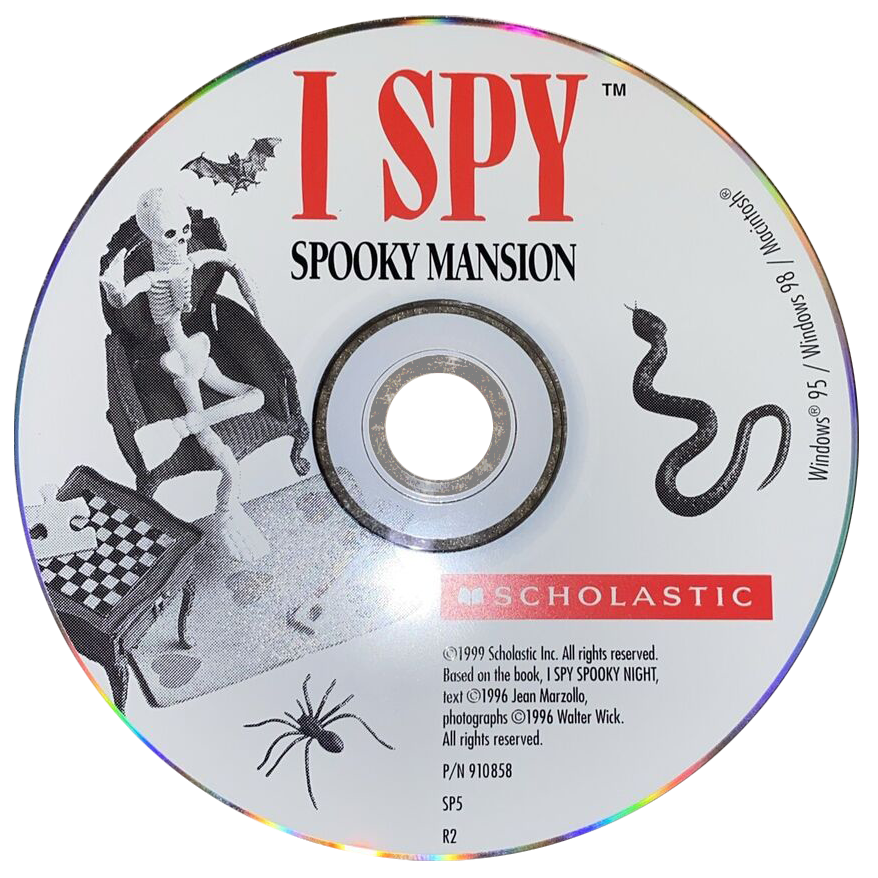 I SPY™
SPOOKY MANSION
Windows® 95 / Windows 98 / Macintosh®
SCHOLASTIC
©1999 Scholastic Inc. All rights reserved.
Based on the book, I SPY SPOOKY NIGHT,
text ©1996 Jean Marzollo,
photographs ©1996 Walter Wick.
All rights reserved.
P/N 910858
SP5
R2